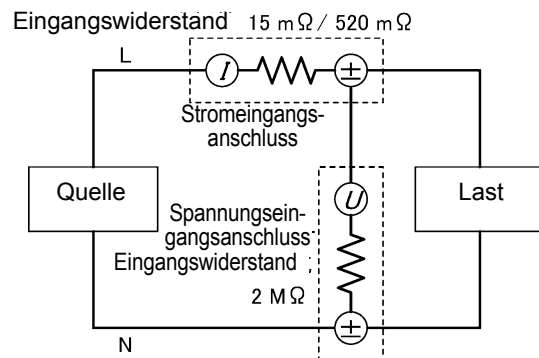 Eingangswiderstand 15 mΩ / 520 mΩ
L
I
±
Stromeingangs-
anschluss
Quelle
Last
U
Spannungsein-
gangsanschluss
Eingangswiderstand ;
2 MΩ
±
N